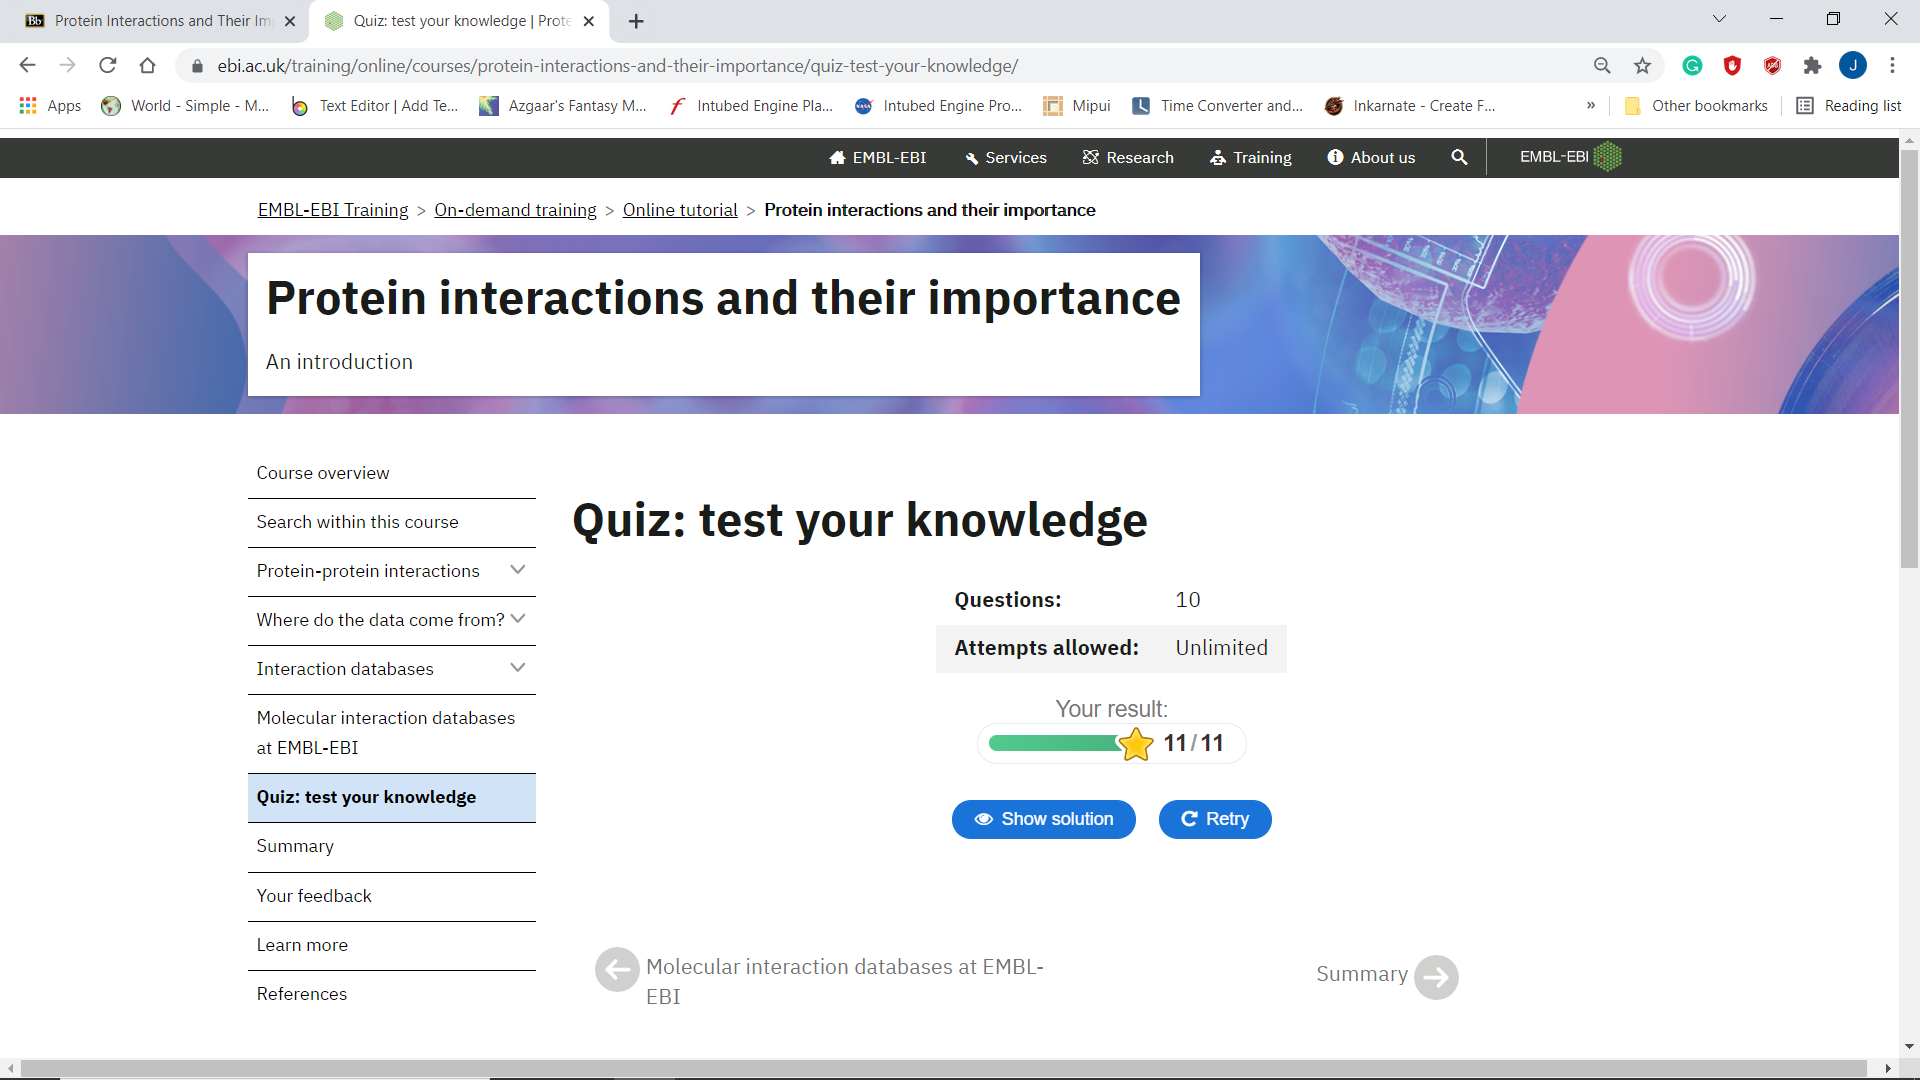 Bb Protein Interactions and Their Im
Quiz: test your knowledge | Prote
ebi.ac.uk/training/online/courses/protein-interactions-and-their-importance/quiz-test-your-knowledge/
J
Apps
World - Simple - M...
Text Editor | Add Te...
Azgaar's Fantasy M...
Intubed Engine Pla...
Intubed Engine Pro...
Mipui
Time Converter and...
Inkarnate - Create F...
»
Other bookmarks
Reading list
EMBL-EBI
Services
Research
Training
About us
EMBL-EBI
EMBL-EBI Training > On-demand training > Online tutorial > Protein interactions and their importance
Protein interactions and their importance
An introduction
Course overview
Search within this course
Protein-protein interactions
Where do the data come from?
Interaction databases
Molecular interaction databases
at EMBL-EBI
Quiz: test your knowledge
Summary
Your feedback
Learn more
References
Quiz: test your knowledge
Questions: 10
Attempts allowed: Unlimited
Your result:
11/11
Show solution
Retry
Molecular interaction databases at EMBL-
EBI
Summary